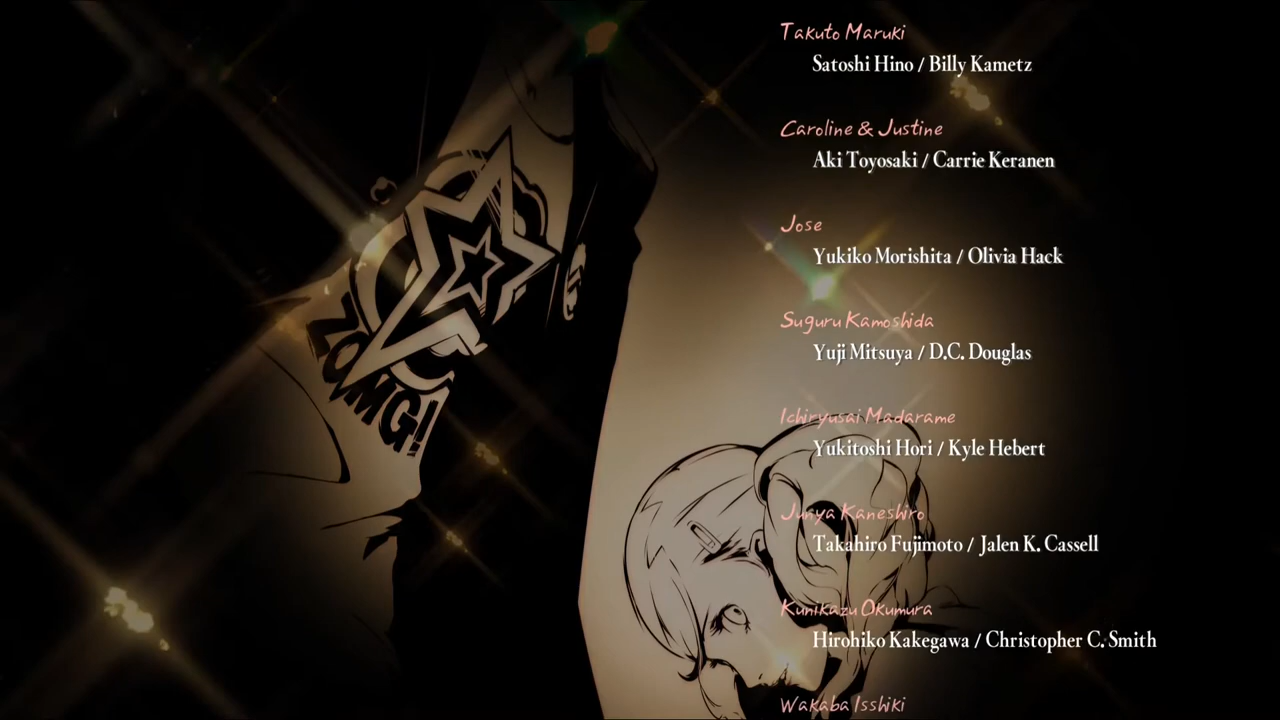 Takuto Maruki
Satoshi Hino / Billy Kametz
Caroline & Justine
Aki Toyosaki / Carrie Keranen
Jose
Yukiko Morishita / Olivia Hack
Suguru Kamoshida
Yuji Mitsuya / D.C. Douglas
Ichiryusai Madarame
Yukitoshi Hori / Kyle Hebert
Junya Kaneshiro
Takahiro Fujimoto / Jalen K. Cassell
Kunikazu Okumura
Hirohiko Kakegawa / Christopher C. Smith
Wakaba Isshiki
ZOMG!